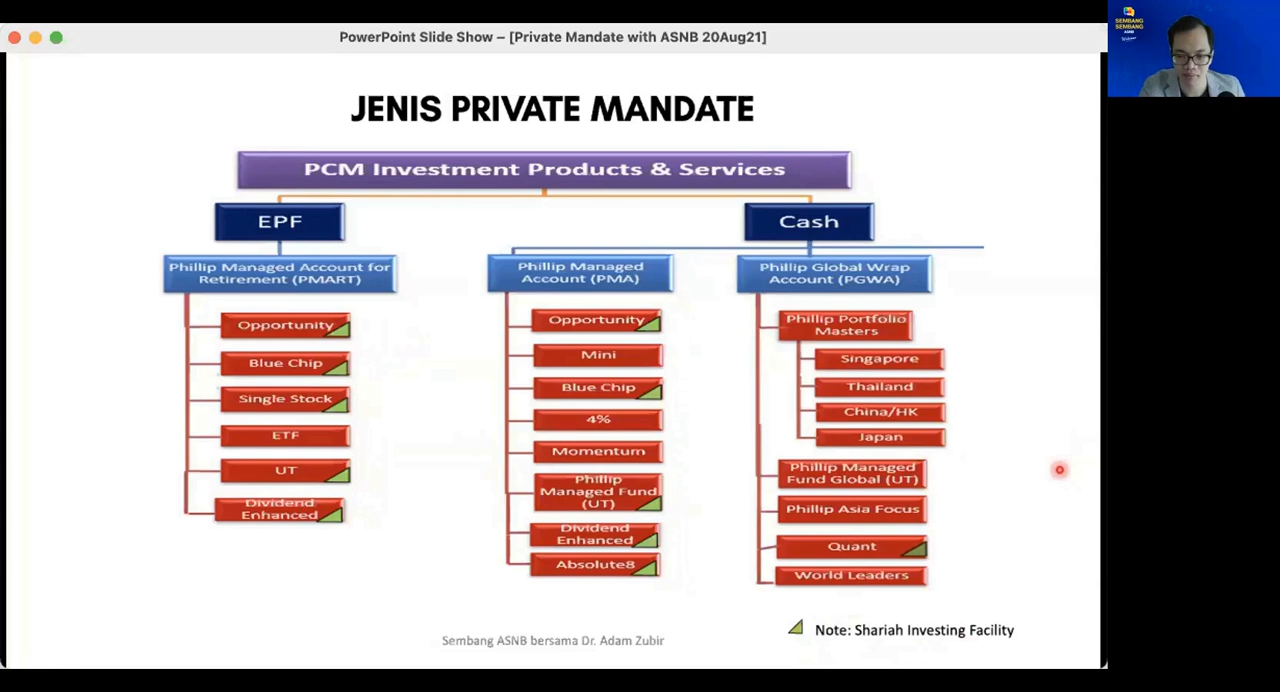 PowerPoint Slide Show – [Private Mandate with ASNB 20Aug21]
SEMBANG
SEMBANG
ASNB
JENIS PRIVATE MANDATE
PCM Investment Products & Services
EPF
Cash
Phillip Managed Account for
Retirement (PMART)
Opportunity
Blue Chip
Single Stock
ETF
UT
Dividend
Enhanced
Phillip Managed
Account (PMA)
Opportunity
Mini
Blue Chip
4%
Momentum
Phillip
Managed Fund
(UT)
Dividend
Enhanced
Absolute8
Phillip Global Wrap
Account (PGWA)
Phillip Portfolio
Masters
Singapore
Thailand
China/HK
Japan
Phillip Managed
Fund Global (UT)
Phillip Asia Focus
Quant
World Leaders
Note: Shariah Investing Facility
Sembang ASNB bersama Dr. Adam Zubir